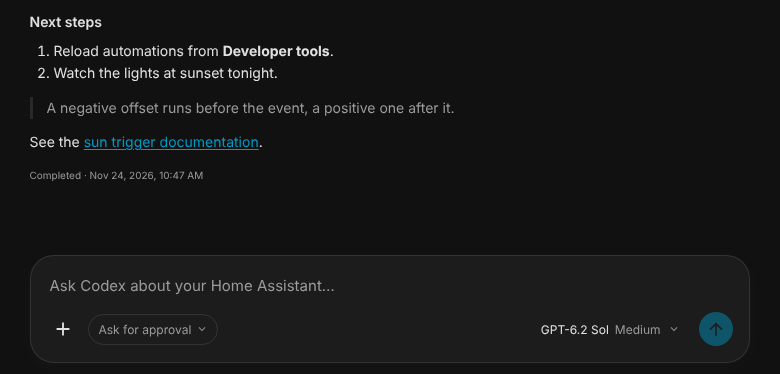 Next steps
1. Reload automations from Developer tools.
2. Watch the lights at sunset tonight.
A negative offset runs before the event, a positive one after it.
See the sun trigger documentation.
Completed · Nov 24, 2026, 10:47 AM
Ask Codex about your Home Assistant...
Ask for approval
GPT-6.2 Sol Medium